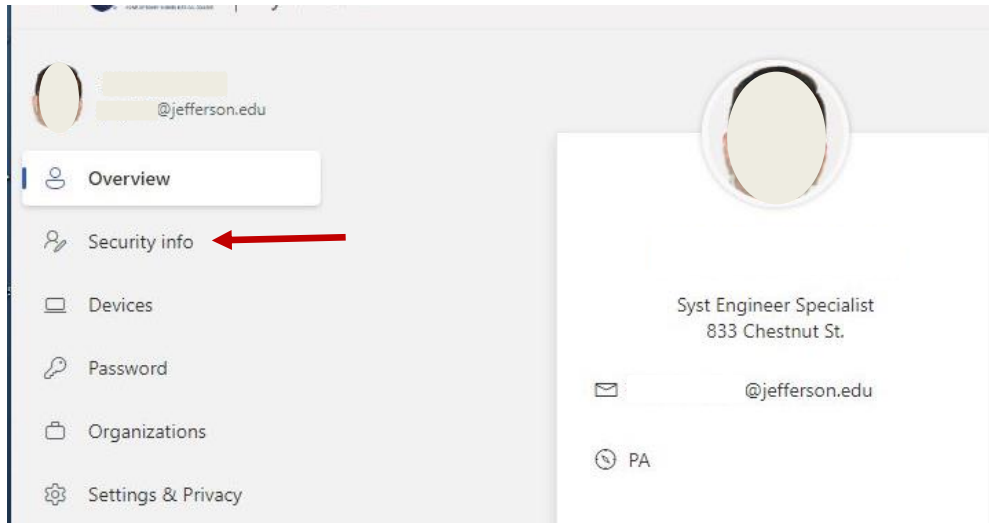 @jefferson.edu
Overview
Security info
Devices
Password
Organizations
Settings & Privacy
Syst Engineer Specialist
833 Chestnut St.
@jefferson.edu
PA